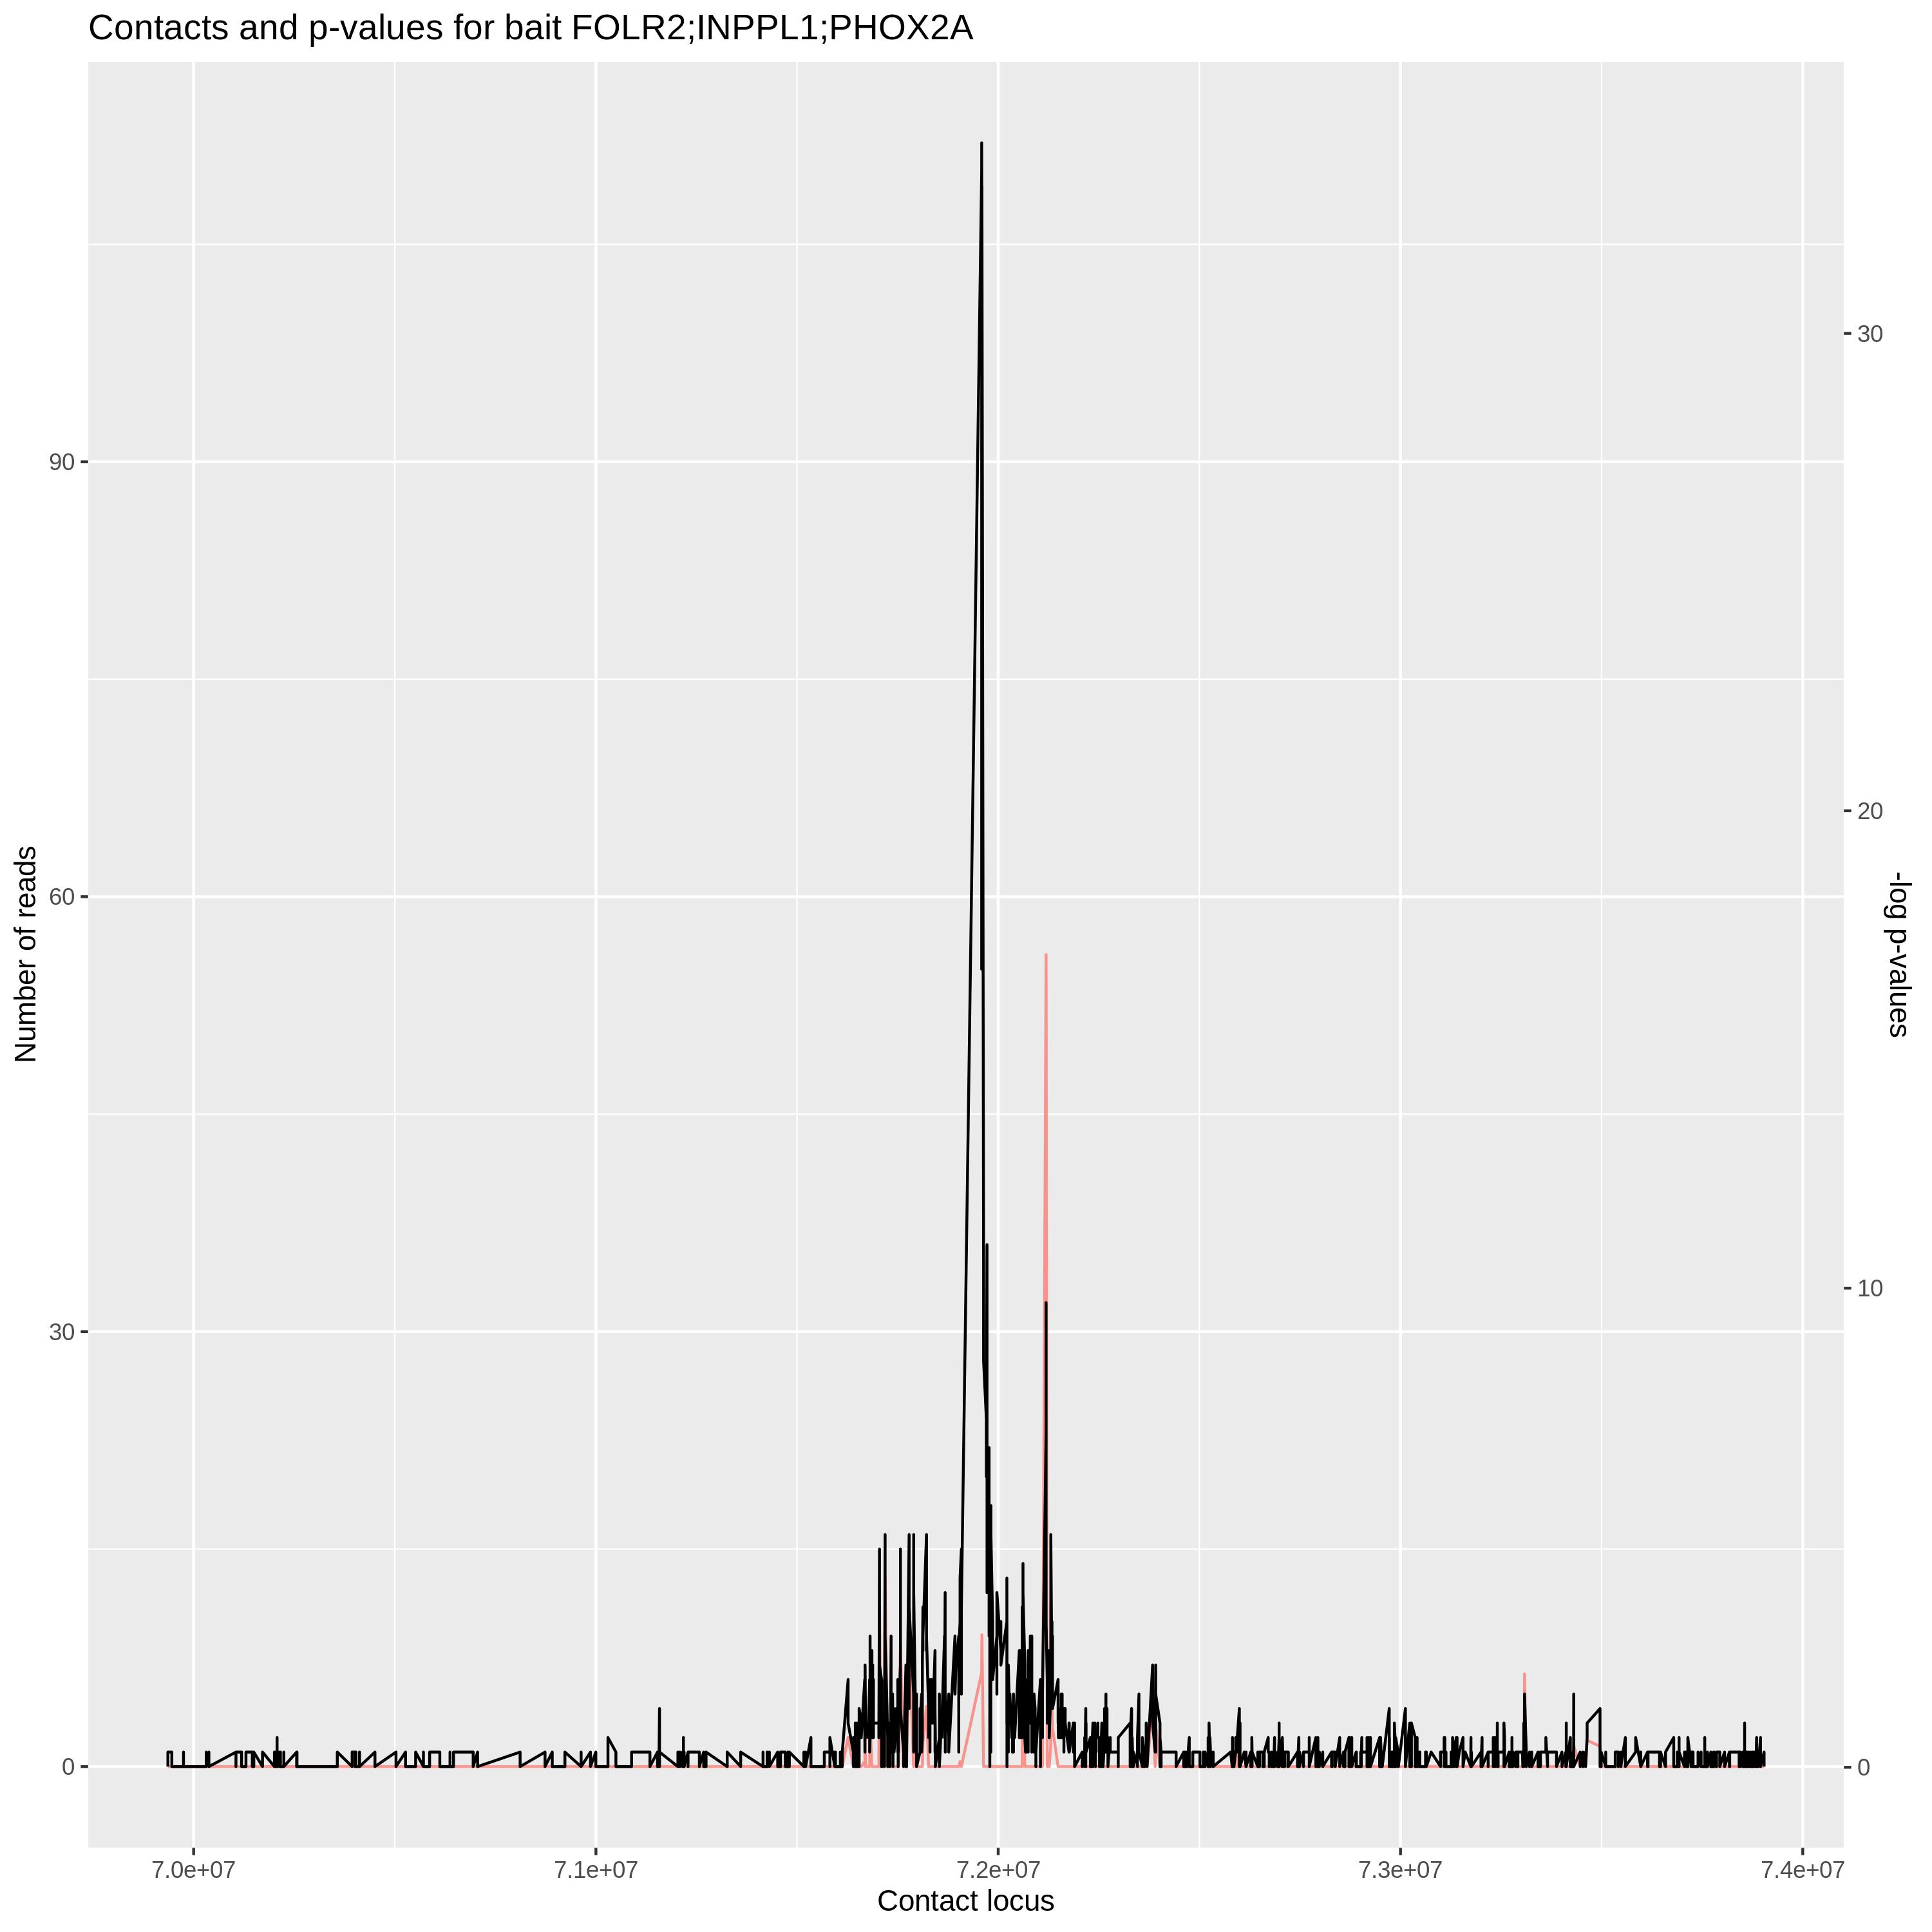 Contacts and p-values for bait FOLR2;INPPL1;PHOX2A
Number of reads
90
60
30
0
30
20
10
0
-log p-values
7.0e+07
7.1e+07
7.2e+07
7.3e+07
7.4e+07
Contact locus